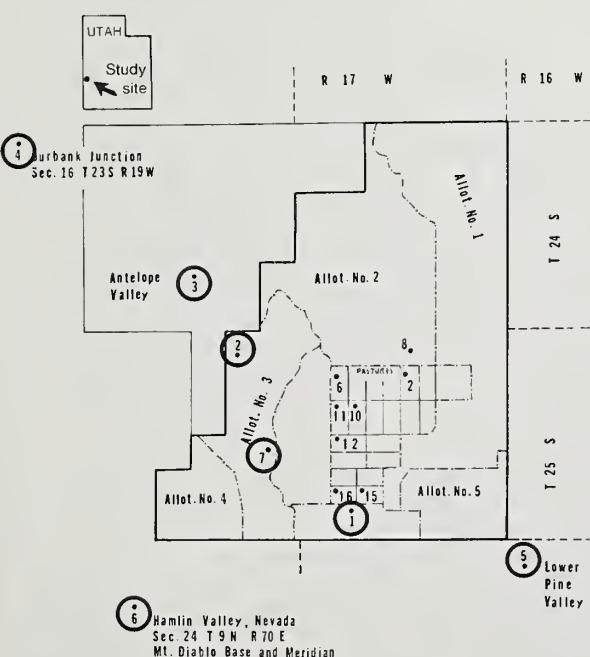 UTAH
Study
site
R 17 W
R 16 W
4
Burbank Junction
Sec. 16 T 23 S R 19 W
Allot. No. 1
T 24 S
Antelope
Valley
3
Allot. No. 2
2
8
PASTURES
6
2
Allot. No. 3
11
10
12
7
T 25 S
Allot. No. 4
16
15
Allot. No. 5
1
5
Lower
Pine
Valley
6
Hamlin Valley, Nevada
Sec. 24 T 9 N R 70 E
Mt. Diablo Base and Meridian